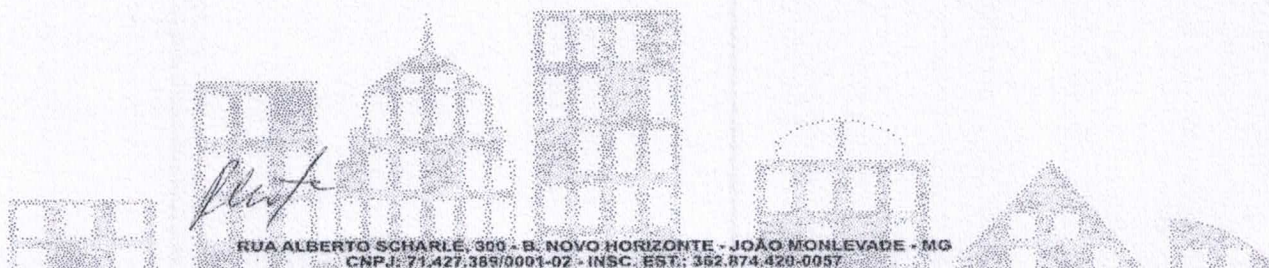 RUA ALBERTO SCHARLÉ, 300 - B. NOVO HORIZONTE - JOÃO MONLEVADE - MG
CNPJ: 71.427.389/0001-02 - INSC. EST.: 362.874.420-0057